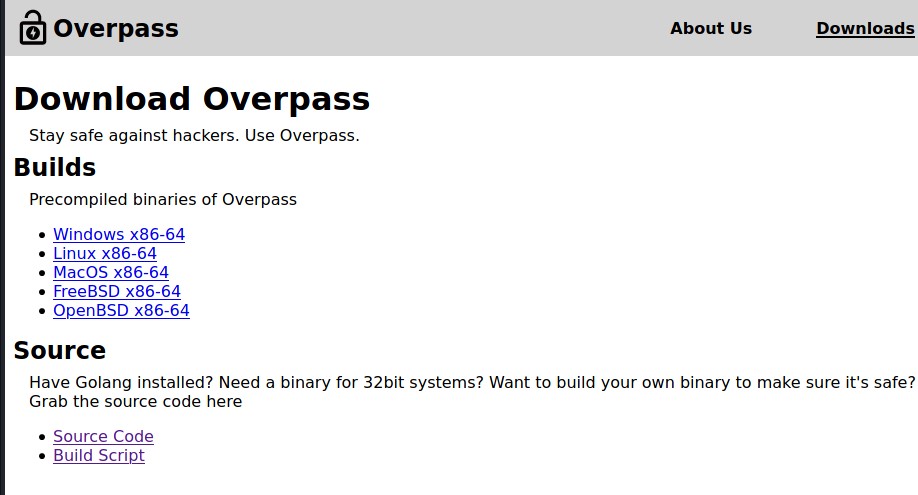 Overpass
About Us
Downloads
Download Overpass
Stay safe against hackers. Use Overpass.
Builds
Precompiled binaries of Overpass
Windows x86-64
Linux x86-64
MacOS x86-64
FreeBSD x86-64
OpenBSD x86-64
Source
Have Golang installed? Need a binary for 32bit systems? Want to build your own binary to make sure it's safe?
Grab the source code here
Source Code
Build Script